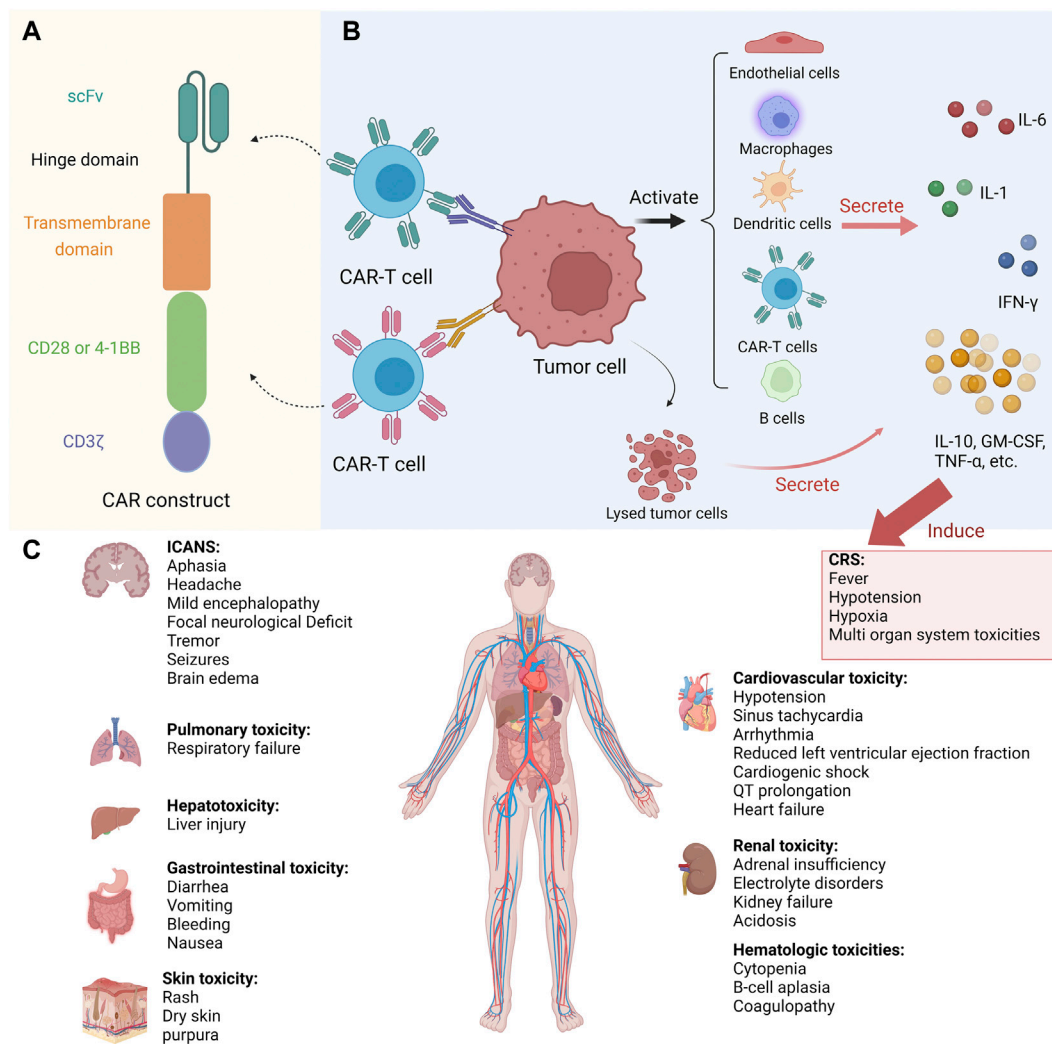 A
scFv
Hinge domain
Transmembrane
domain
CD28 or 4-1BB
CD3ζ
CAR construct
B
CAR-T cell
CAR-T cell
Tumor cell
Activate
Endothelial cells
Macrophages
Dendritic cells
CAR-T cells
B cells
Secrete
IL-6
IL-1
IFN-γ
IL-10, GM-CSF,
TNF-α, etc.
Lysed tumor cells
Secrete
Induce
CRS:
Fever
Hypotension
Hypoxia
Multi organ system toxicities
C
ICANS:
Aphasia
Headache
Mild encephalopathy
Focal neurological Deficit
Tremor
Seizures
Brain edema
Pulmonary toxicity:
Respiratory failure
Hepatotoxicity:
Liver injury
Gastrointestinal toxicity:
Diarrhea
Vomiting
Bleeding
Nausea
Skin toxicity:
Rash
Dry skin
purpura
Cardiovascular toxicity:
Hypotension
Sinus tachycardia
Arrhythmia
Reduced left ventricular ejection fraction
Cardiogenic shock
QT prolongation
Heart failure
Renal toxicity:
Adrenal insufficiency
Electrolyte disorders
Kidney failure
Acidosis
Hematologic toxicities:
Cytopenia
B-cell aplasia
Coagulopathy